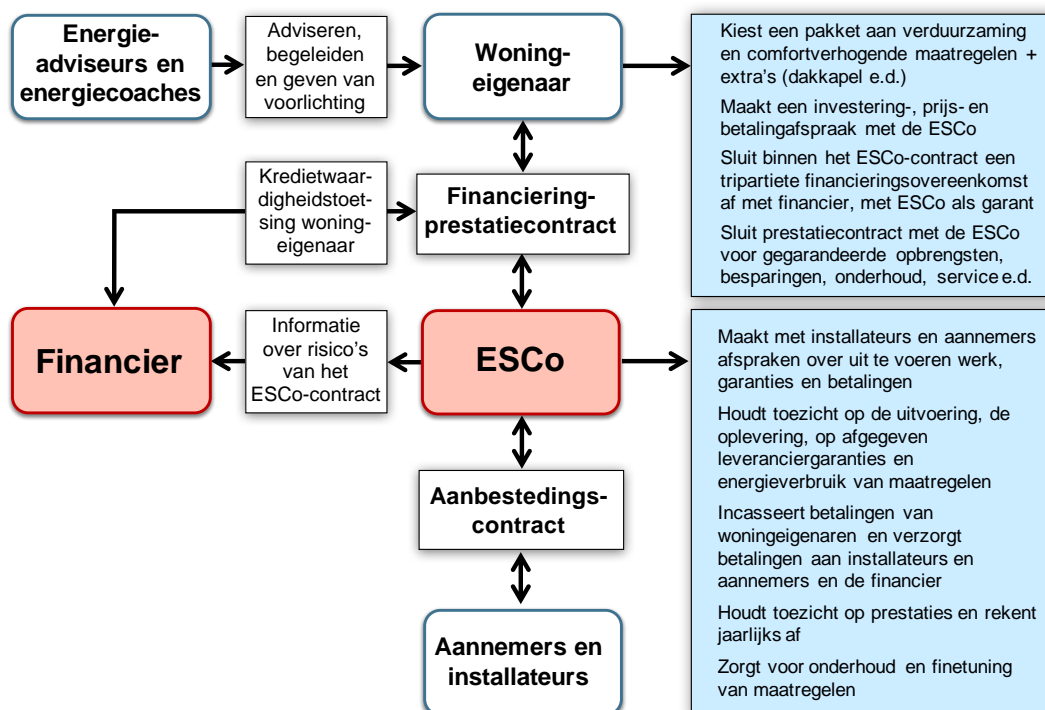 Energie-
adviseurs en
energiecoaches
Adviseren,
begeleiden
en geven van
voorlichting
Woning-
eigenaar
Kiest een pakket aan verduurzaming
en comfortverhogende maatregelen +
extra's (dakkapel e.d.)
Maakt een investering-, prijs- en
betalingafspraak met de ESCo
Sluit binnen het ESCo-contract een
tripartiete financieringsovereenkomst
af met financier, met ESCo als garant
Sluit prestatiecontract met de ESCo
voor gegarandeerde opbrengsten,
besparingen, onderhoud, service e.d.
Kredietwaar-
digheidstoet-
sing woning-
eigenaar
Financiering-
prestatiecontract
Financier
Informatie
over risico's
van het
ESCo-contract
ESCo
Maakt met installateurs en aannemers
afspraken over uit te voeren werk,
garanties en betalingen
Houdt toezicht op de uitvoering, de
oplevering, op afgegeven
leveranciergaranties en
energieverbruik van maatregelen
Incasseert betalingen van
woningeigenaren en verzorgt
betalingen aan installateurs en
aannemers en de financier
Houdt toezicht op prestaties en rekent
jaarlijks af
Zorgt voor onderhoud en finetuning
van maatregelen
Aanbestedings-
contract
Aannemers en
installateurs